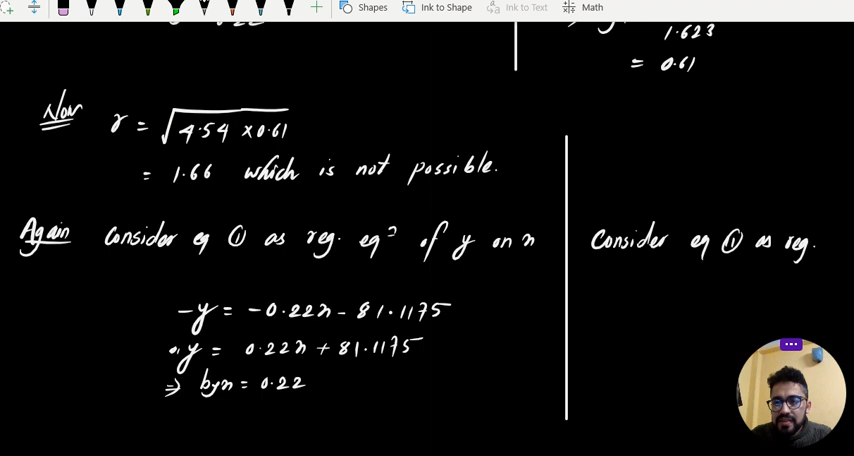 Shapes Ink to Shape Ink to Text Math
1.623
= 0.61
Now r = √4.54 × 0.61
= 1.66 which is not possible.
Again Consider eq ① as reg. eqⁿ of y on x
-y = -0.22x - 81.1175
∴ y = 0.22x + 81.1175
⇒ byx = 0.22
Consider eq ⑪ as reg.